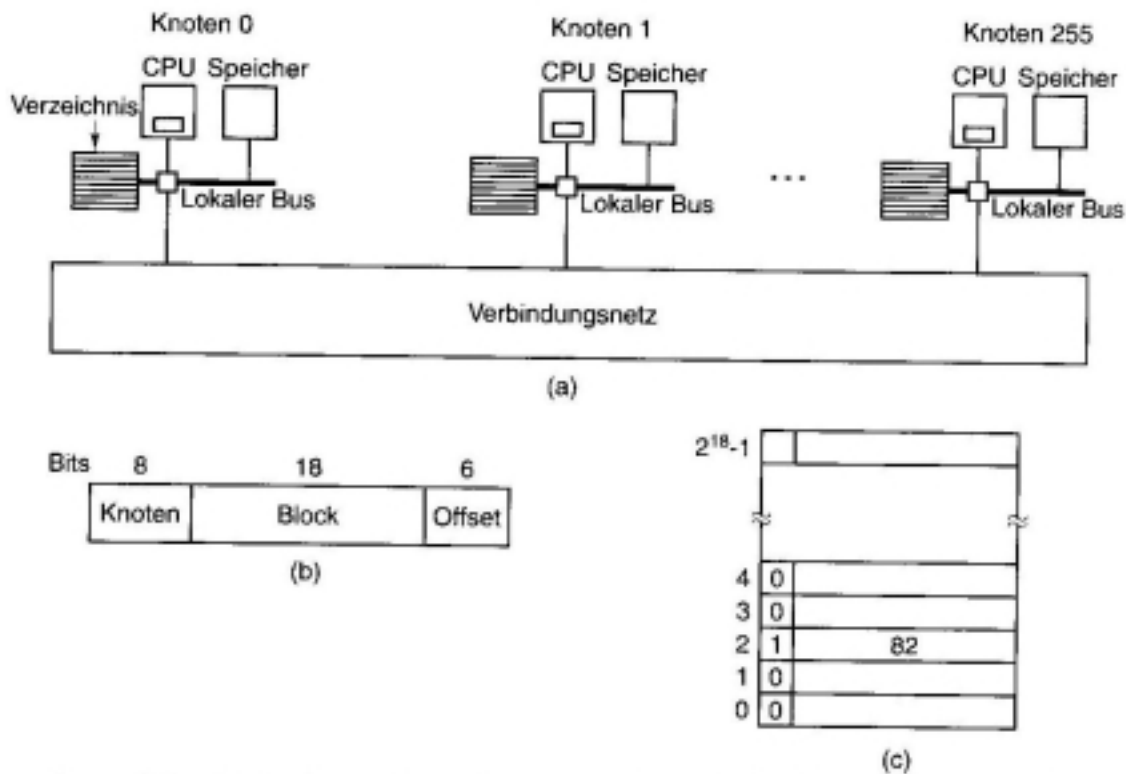 Knoten 0
Knoten 1
Knoten 255
CPU Speicher
CPU Speicher
CPU Speicher
Verzeichnis
Lokaler Bus
Lokaler Bus
...
Lokaler Bus
Verbindungsnetz
(a)
Bits 8 18 6
Knoten Block Offset
(b)
2¹⁸-1
4 0
3 0
2 1 82
1 0
0 0
(c)